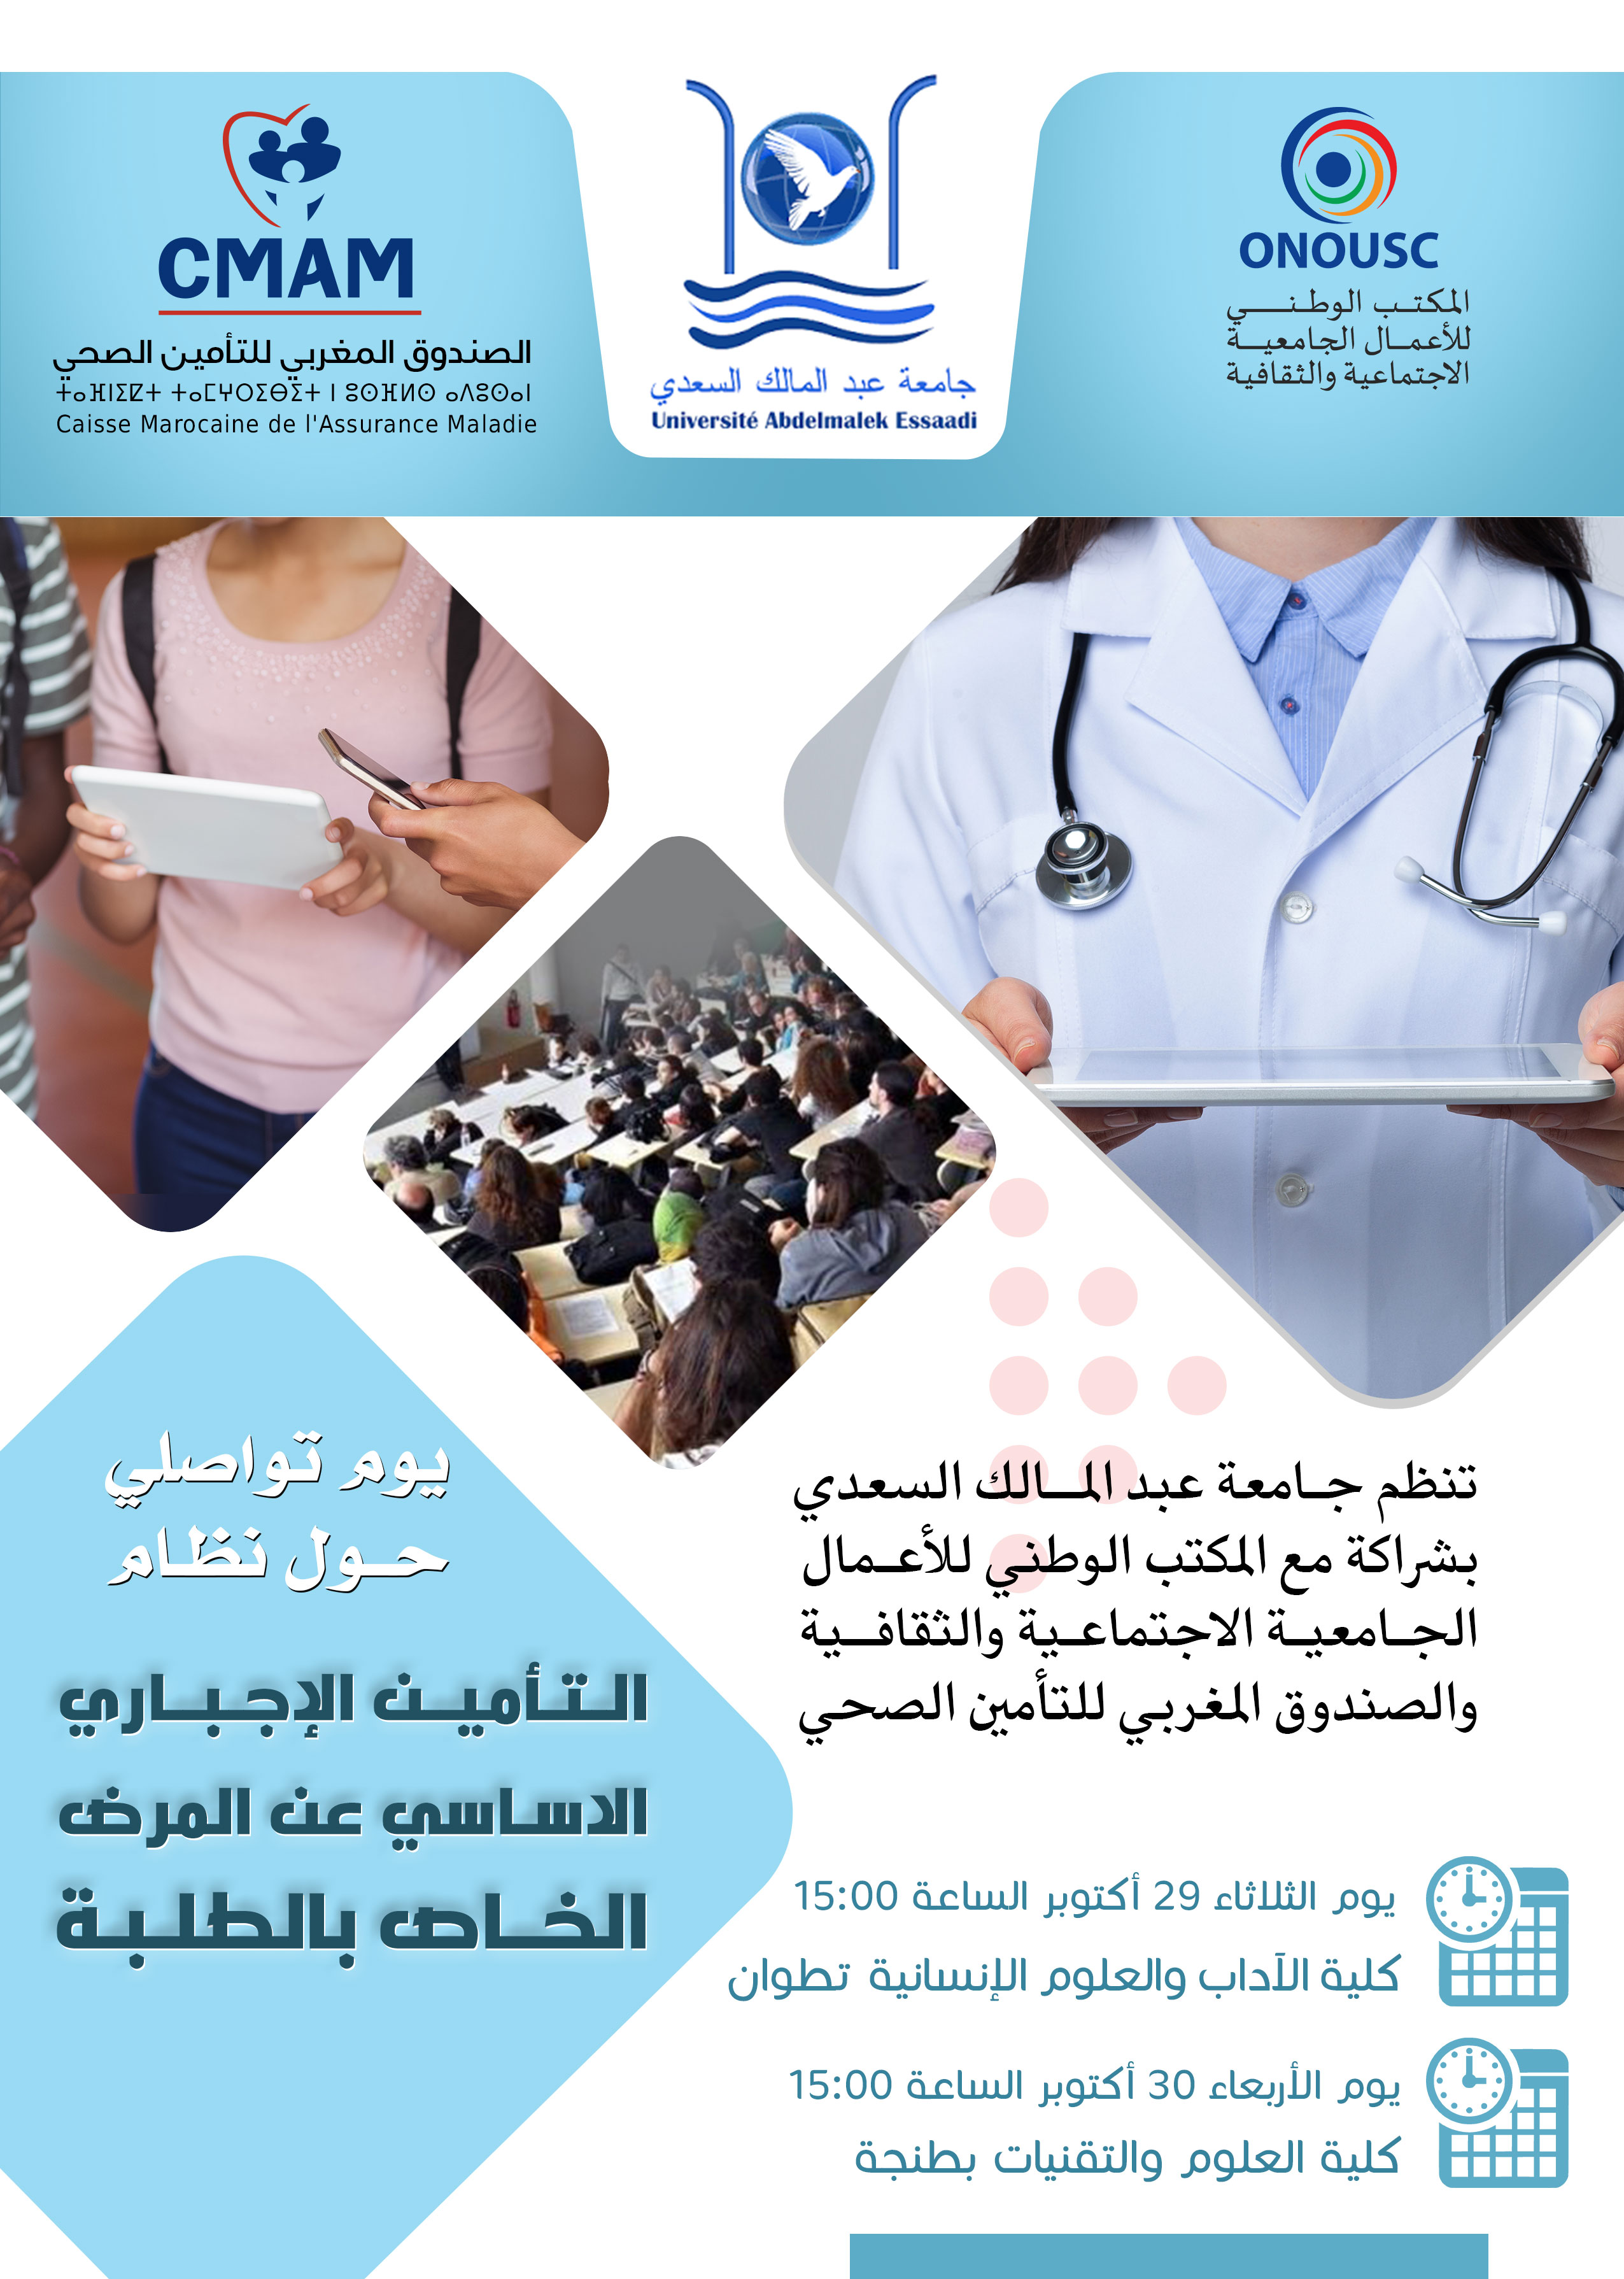 CMAM
الصندوق المغربي للتأمين الصحي
ⵜⴰⴼⵏⵉⵇⵜ ⵜⴰⵎⵖⵔⵉⴱⵉⵜ ⵏ ⵓⵙⴼⵍⵙ ⴰⴷⵓⵙⴰⵏ
Caisse Marocaine de l'Assurance Maladie
جامعة عبد المالك السعدي
Université Abdelmalek Essaadi
ONOUSC
المكتب الوطني
للأعمال الجامعية
الاجتماعية والثقافية
تنظم جامعة عبد المالك السعدي
بشراكة مع المكتب الوطني للأعمال
الجامعية الاجتماعية والثقافية
والصندوق المغربي للتأمين الصحي
يوم تواصلي
حول نظام
التأمين الإجباري
الاساسي عن المرض
الخاص بالطلبة
يوم الثلاثاء 29 أكتوبر الساعة 15:00
كلية الآداب والعلوم الإنسانية تطوان
يوم الأربعاء 30 أكتوبر الساعة 15:00
كلية العلوم والتقنيات بطنجة